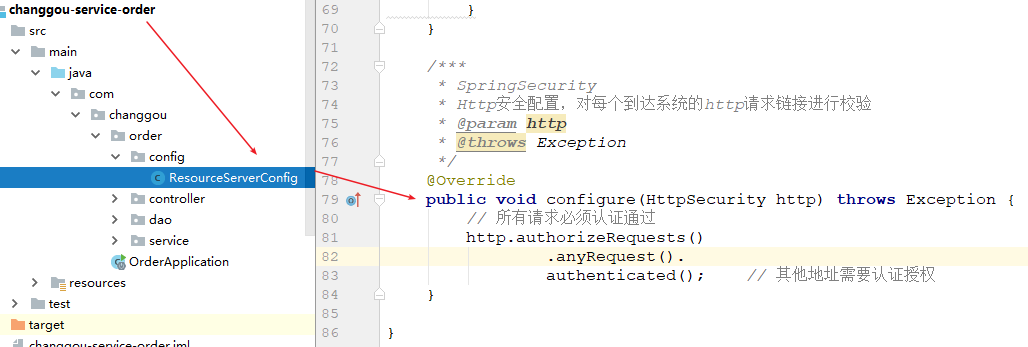 changgou-service-order
src
main
java
com
changgou
order
config
ResourceServerConfig
controller
dao
service
OrderApplication
resources
test
target
changgou-service-order.iml
69 }
70 }
71
72 /***
73 * SpringSecurity
74 * Http安全配置，对每个到达系统的http请求链接进行校验
75 * @param http
76 * @throws Exception
77 */
78 @Override
79 public void configure(HttpSecurity http) throws Exception {
80 // 所有请求必须认证通过
81 http.authorizeRequests()
82 .anyRequest().
83 authenticated(); // 其他地址需要认证授权
84 }
85
86 }